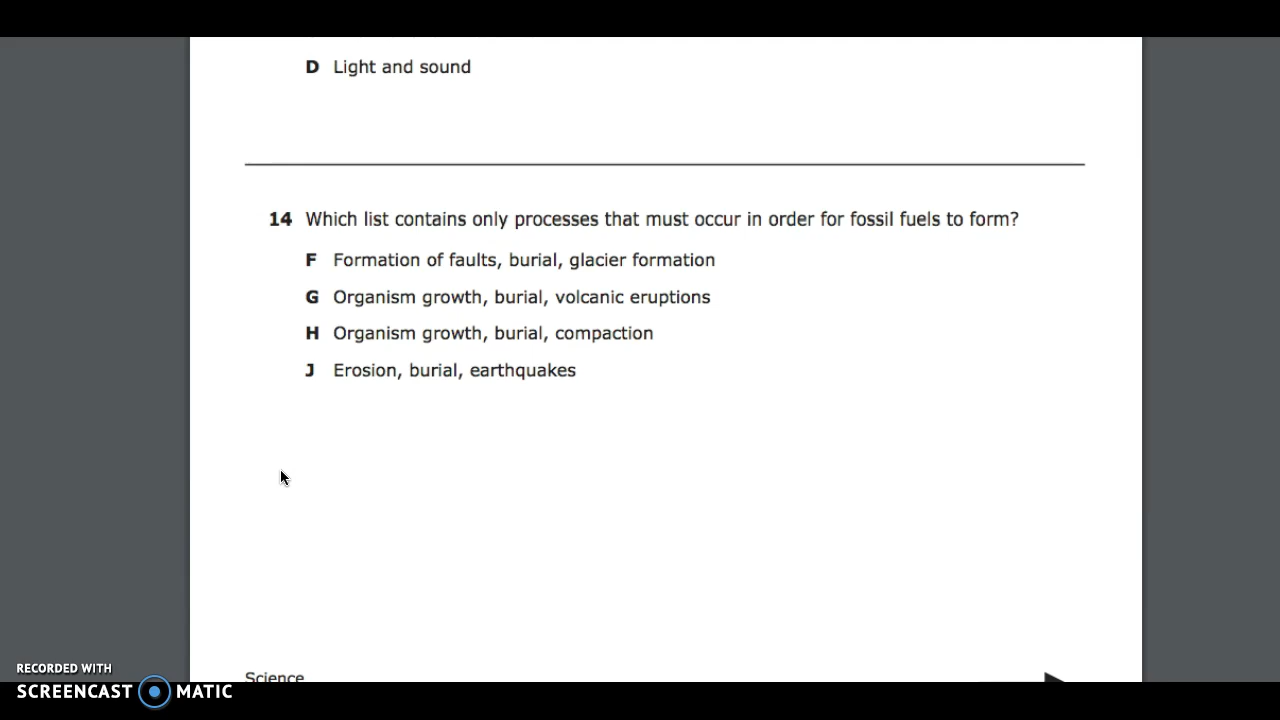 D Light and sound
14 Which list contains only processes that must occur in order for fossil fuels to form?
F Formation of faults, burial, glacier formation
G Organism growth, burial, volcanic eruptions
H Organism growth, burial, compaction
J Erosion, burial, earthquakes
Science
RECORDED WITH
SCREENCAST MATIC